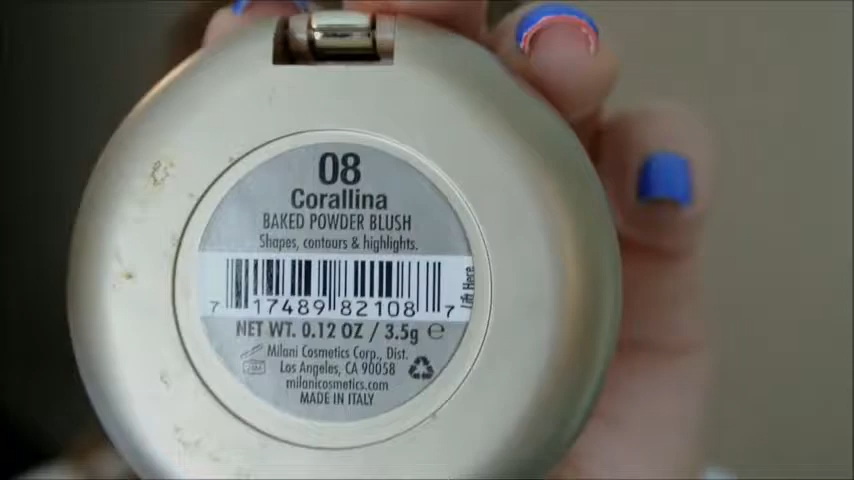 08
Corallina
BAKED POWDER BLUSH
Shapes, contours & highlights.
Lift Here
7 17489 82108 7
NET WT. 0.12 OZ / 3.5g ℮
Milani Cosmetics Corp., Dist.
Los Angeles, CA 90058
milanicosmetics.com
MADE IN ITALY